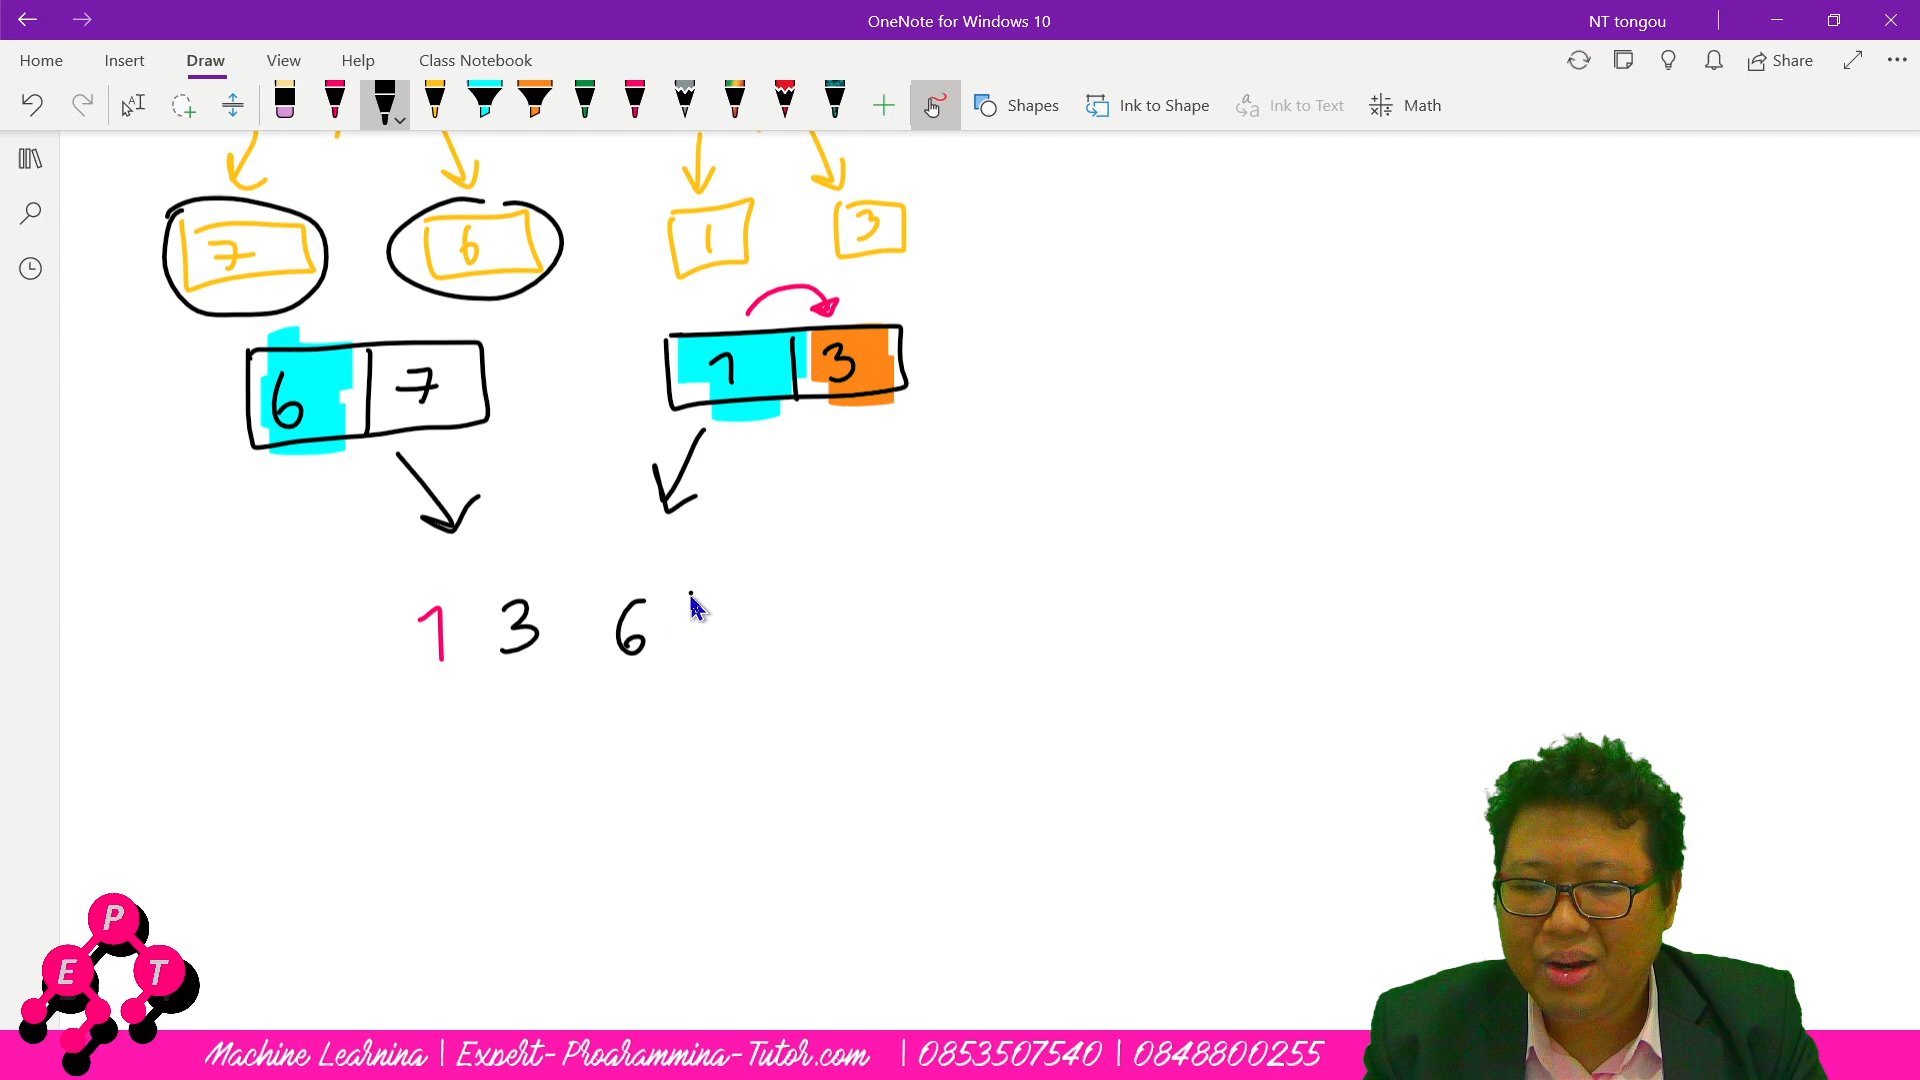 OneNote for Windows 10
NT tongou
Home Insert Draw View Help Class Notebook
Share
Shapes Ink to Shape Ink to Text Math
7 6 1 3
6 7 1 3
1 3 6
P
E T
Machine Learning | Expert-Programming-Tutor.com | 0853507540 | 0848800255